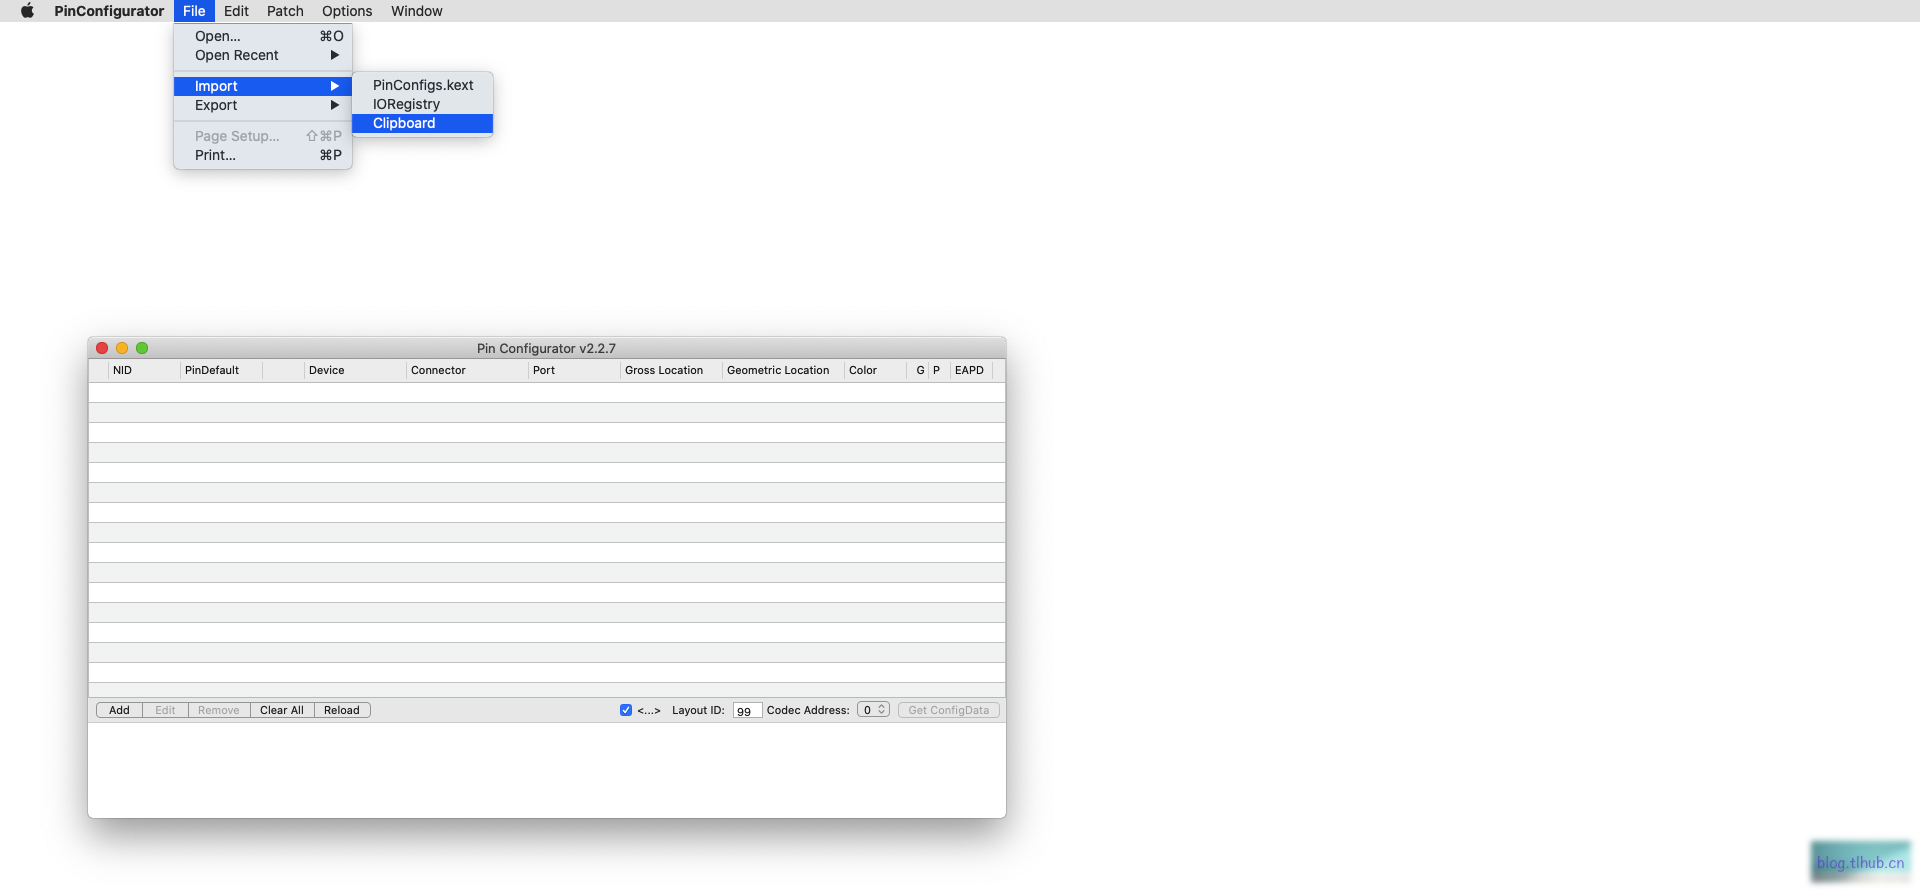 PinConfigurator File Edit Patch Options Window
Open... ⌘O
Open Recent ▶
Import ▶
Export ▶
Page Setup... ⇧⌘P
Print... ⌘P
PinConfigs.kext
IORegistry
Clipboard
Pin Configurator v2.2.7
NID PinDefault Device Connector Port Gross Location Geometric Location Color G P EAPD
Add Edit Remove Clear All Reload <...> Layout ID: 99 Codec Address: 0 Get ConfigData
blog.tlhub.cn